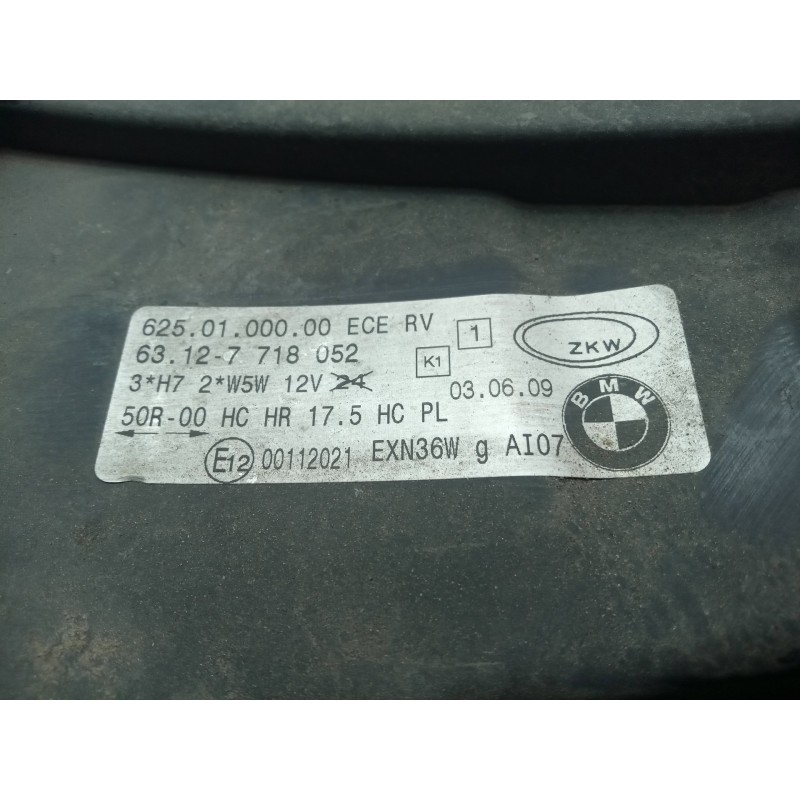 625.01.000.00 ECE RV 1
ZKW
63.12-7 718 052 K1
3*H7 2*W5W 12V 24 03.06.09
BMW
50R-00 HC HR 17.5 HC PL
E12 00112021 EXN36W g AI07